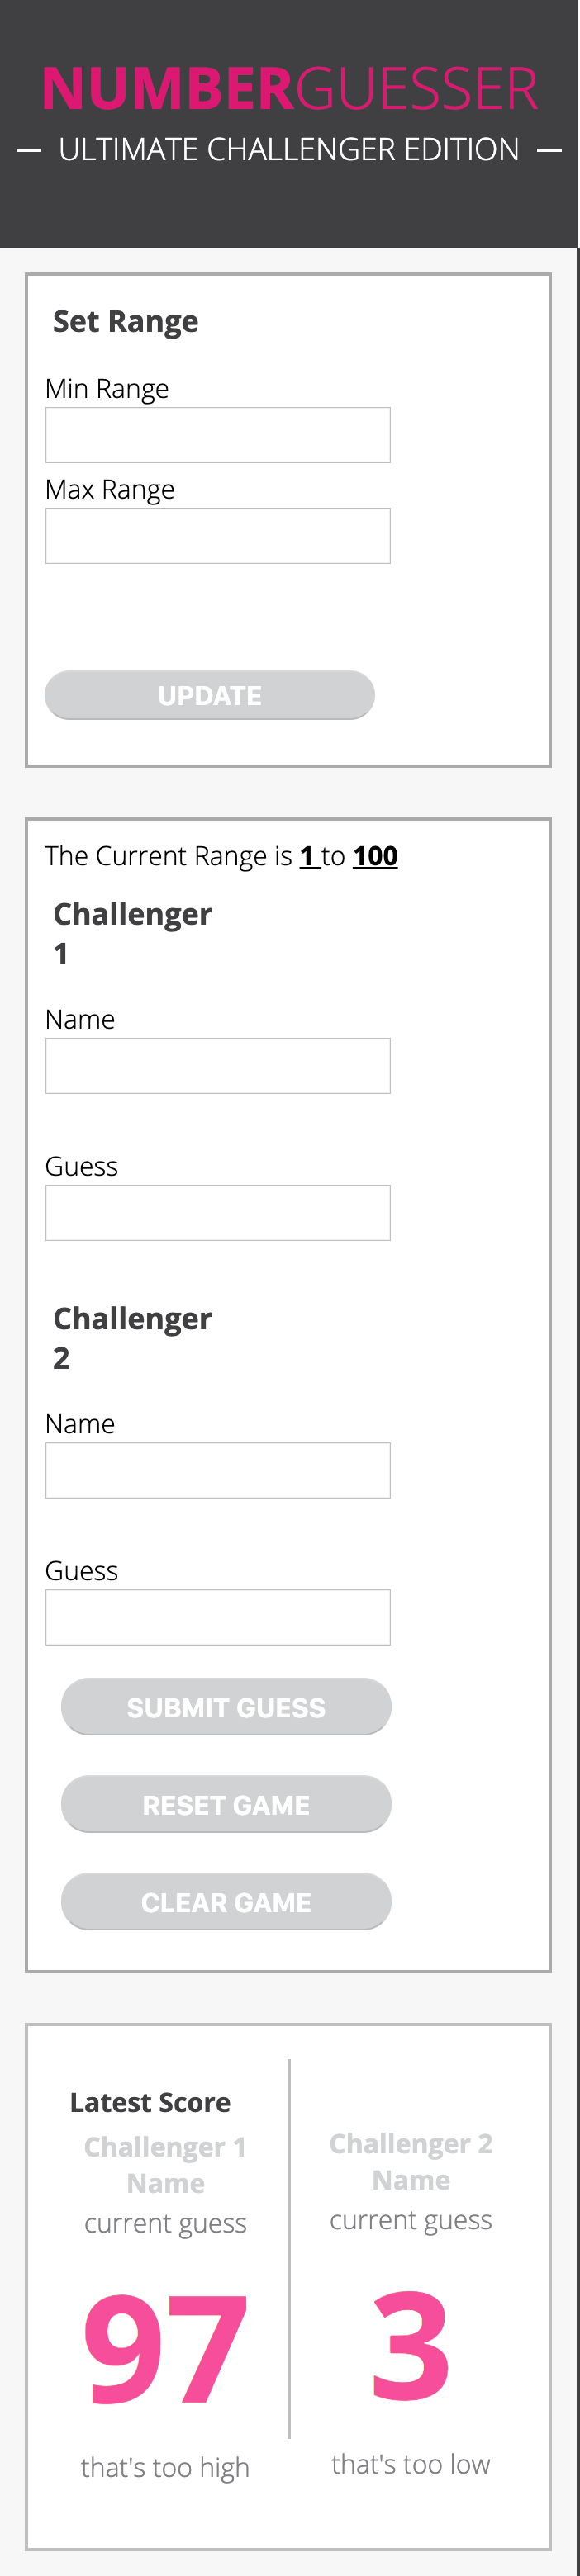 NUMBERGUESSER
— ULTIMATE CHALLENGER EDITION —
Set Range
Min Range
Max Range
UPDATE
The Current Range is 1 to 100
Challenger
1
Name
Guess
Challenger
2
Name
Guess
SUBMIT GUESS
RESET GAME
CLEAR GAME
Latest Score
Challenger 1
Name
current guess
97
that's too high
Challenger 2
Name
current guess
3
that's too low